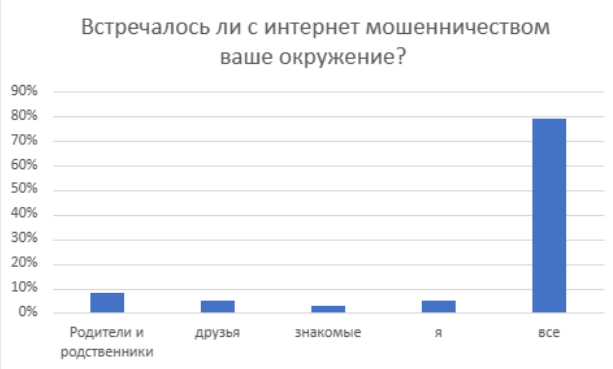 Встречалось ли с интернет мошенничеством
ваше окружение?
90%
80%
70%
60%
50%
40%
30%
20%
10%
0%
Родители и
родственники
друзья
знакомые
я
все